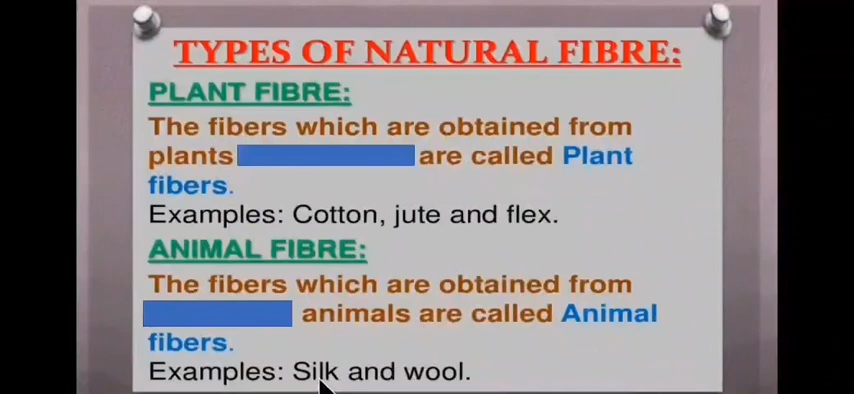 TYPES OF NATURAL FIBRE:
PLANT FIBRE:
The fibers which are obtained from
plants are called Plant
fibers.
Examples: Cotton, jute and flex.
ANIMAL FIBRE:
The fibers which are obtained from
animals are called Animal
fibers.
Examples: Silk and wool.